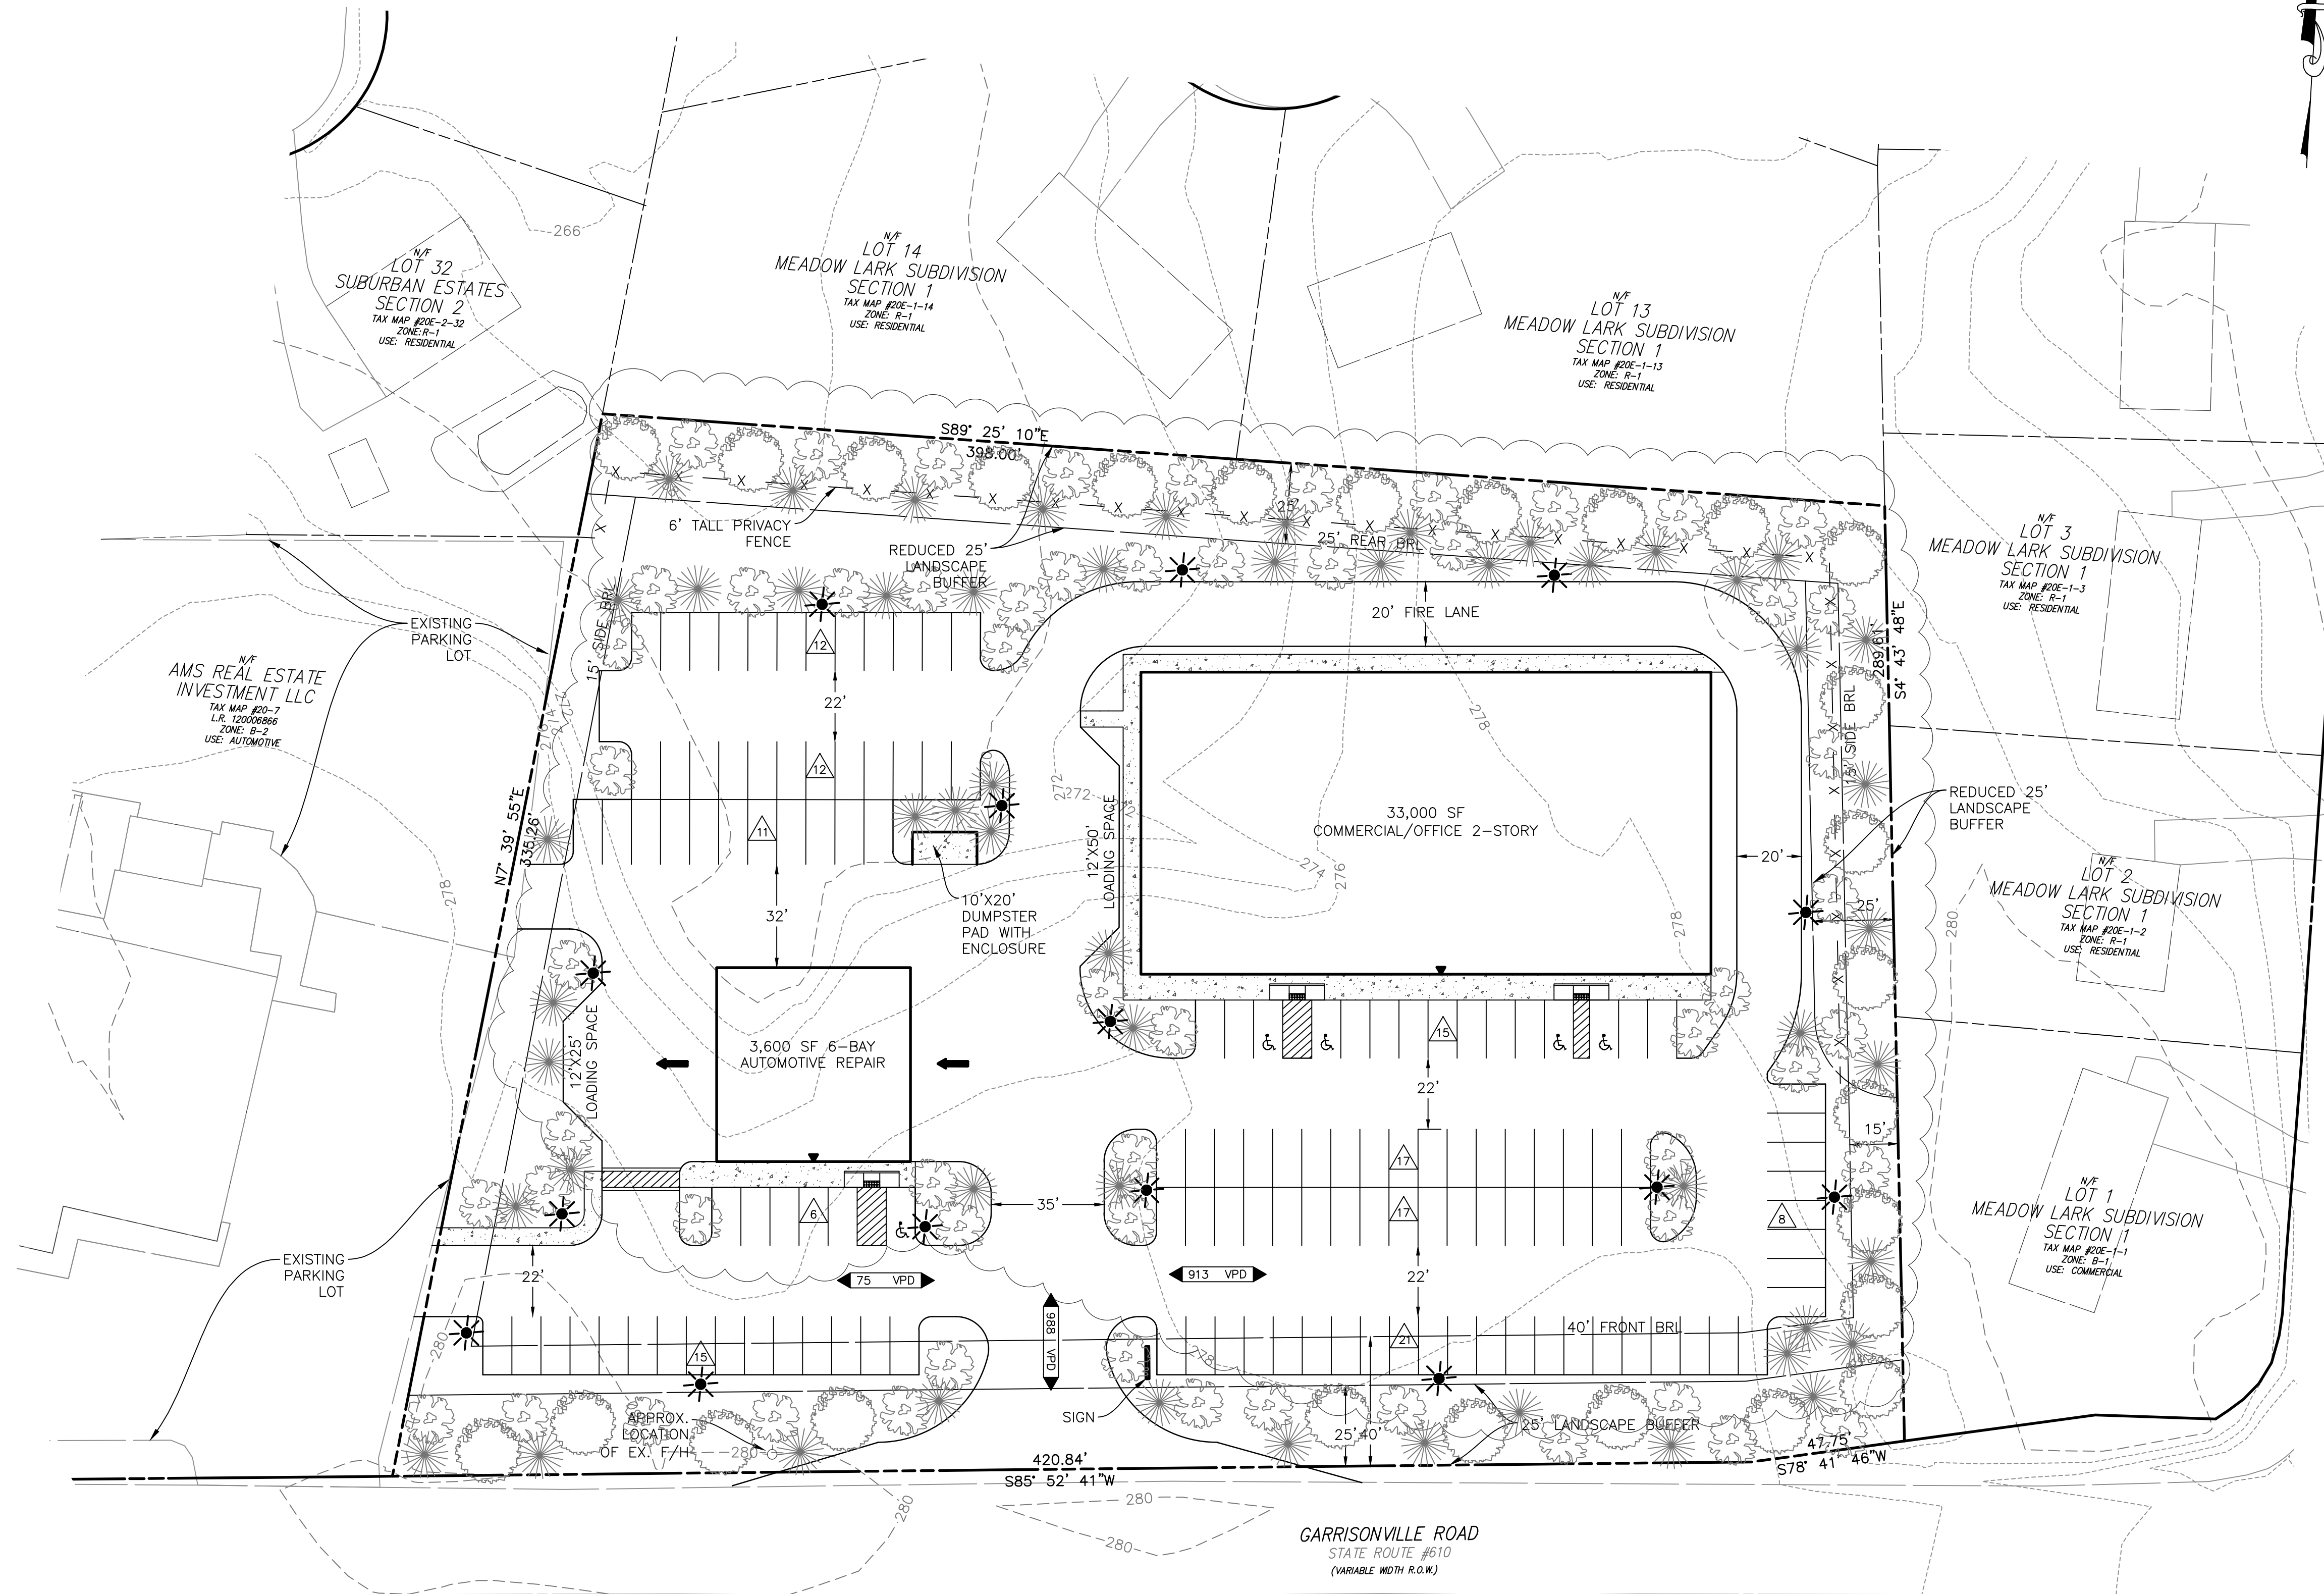 266
N/F
LOT 32
SUBURBAN ESTATES
SECTION 2
TAX MAP #20E-2-32
ZONE: R-1
USE: RESIDENTIAL
N/F
LOT 14
MEADOW LARK SUBDIVISION
SECTION 1
TAX MAP #20E-1-14
ZONE: R-1
USE: RESIDENTIAL
N/F
LOT 13
MEADOW LARK SUBDIVISION
SECTION 1
TAX MAP #20E-1-13
ZONE: R-1
USE: RESIDENTIAL
N/F
LOT 3
MEADOW LARK SUBDIVISION
SECTION 1
TAX MAP #20E-1-3
ZONE: R-1
USE: RESIDENTIAL
S89° 25' 10"E
398.00'
6' TALL PRIVACY
FENCE
REDUCED 25'
LANDSCAPE
BUFFER
25'
25' REAR BRL
20' FIRE LANE
EXISTING
PARKING
LOT
15' SIDE BRL
N/F
AMS REAL ESTATE
INVESTMENT LLC
TAX MAP #20-7
L.R. 120006866
ZONE: B-2
USE: AUTOMOTIVE
12
22'
12
11
274
276
278
N7° 39' 55"E
335.26'
32'
10'X20'
DUMPSTER
PAD WITH
ENCLOSURE
272
272
12'X50'
LOADING SPACE
278
33,000 SF
COMMERCIAL/OFFICE 2-STORY
274
276
278
20'
289.61'
S4° 43' 48"E
15' SIDE BRL
REDUCED 25'
LANDSCAPE
BUFFER
25'
N/F
LOT 2
MEADOW LARK SUBDIVISION
SECTION 1
TAX MAP #20E-1-2
ZONE: R-1
USE: RESIDENTIAL
280
12'X25'
LOADING SPACE
3,600 SF 6-BAY
AUTOMOTIVE REPAIR
15
22'
15'
17
17
8
N/F
LOT 1
MEADOW LARK SUBDIVISION
SECTION 1
TAX MAP #20E-1-1
ZONE: B-1
USE: COMMERCIAL
6
35'
EXISTING
PARKING
LOT
22'
75 VPD
913 VPD
22'
988 VPD
280
15
278
21
40' FRONT BRL
SIGN
APPROX.
LOCATION
OF EX. F/H
280
25'
40'
25' LANDSCAPE BUFFER
420.84'
S85° 52' 41"W
47.75'
S78° 41' 46"W
280
280
280
GARRISONVILLE ROAD
STATE ROUTE #610
(VARIABLE WIDTH R.O.W.)